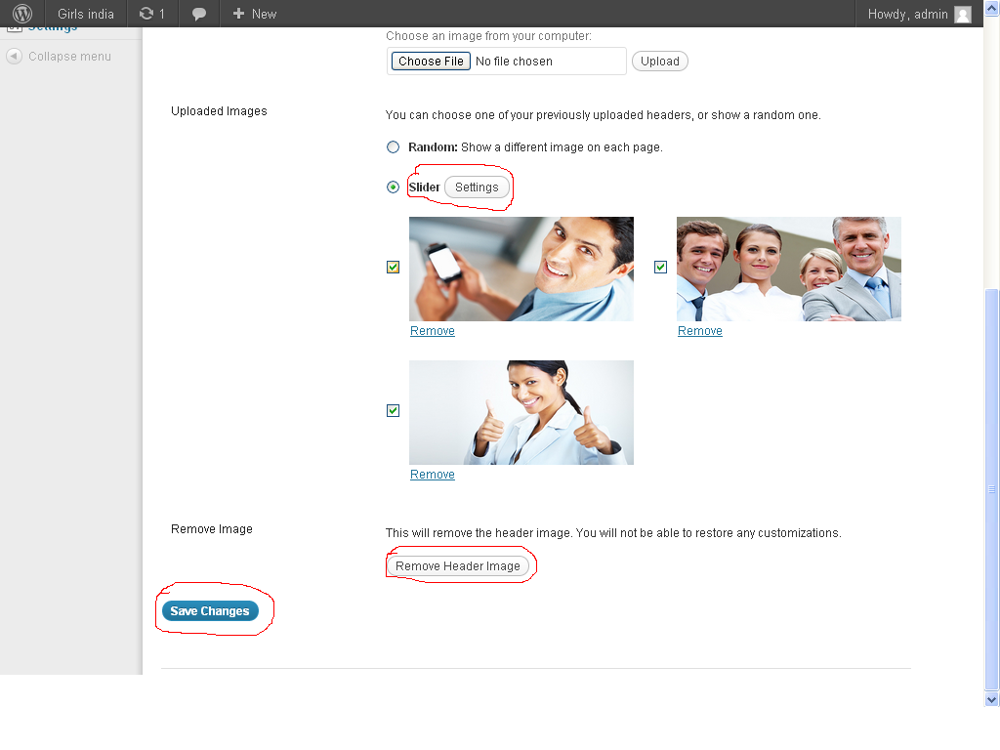 Girls india 1 New Howdy, admin
Settings
Collapse menu
Choose an image from your computer:
Choose File No file chosen Upload
Uploaded Images
You can choose one of your previously uploaded headers, or show a random one.
Random: Show a different image on each page.
Slider Settings
Remove Remove
Remove
Remove Image
This will remove the header image. You will not be able to restore any customizations.
Remove Header Image
Save Changes